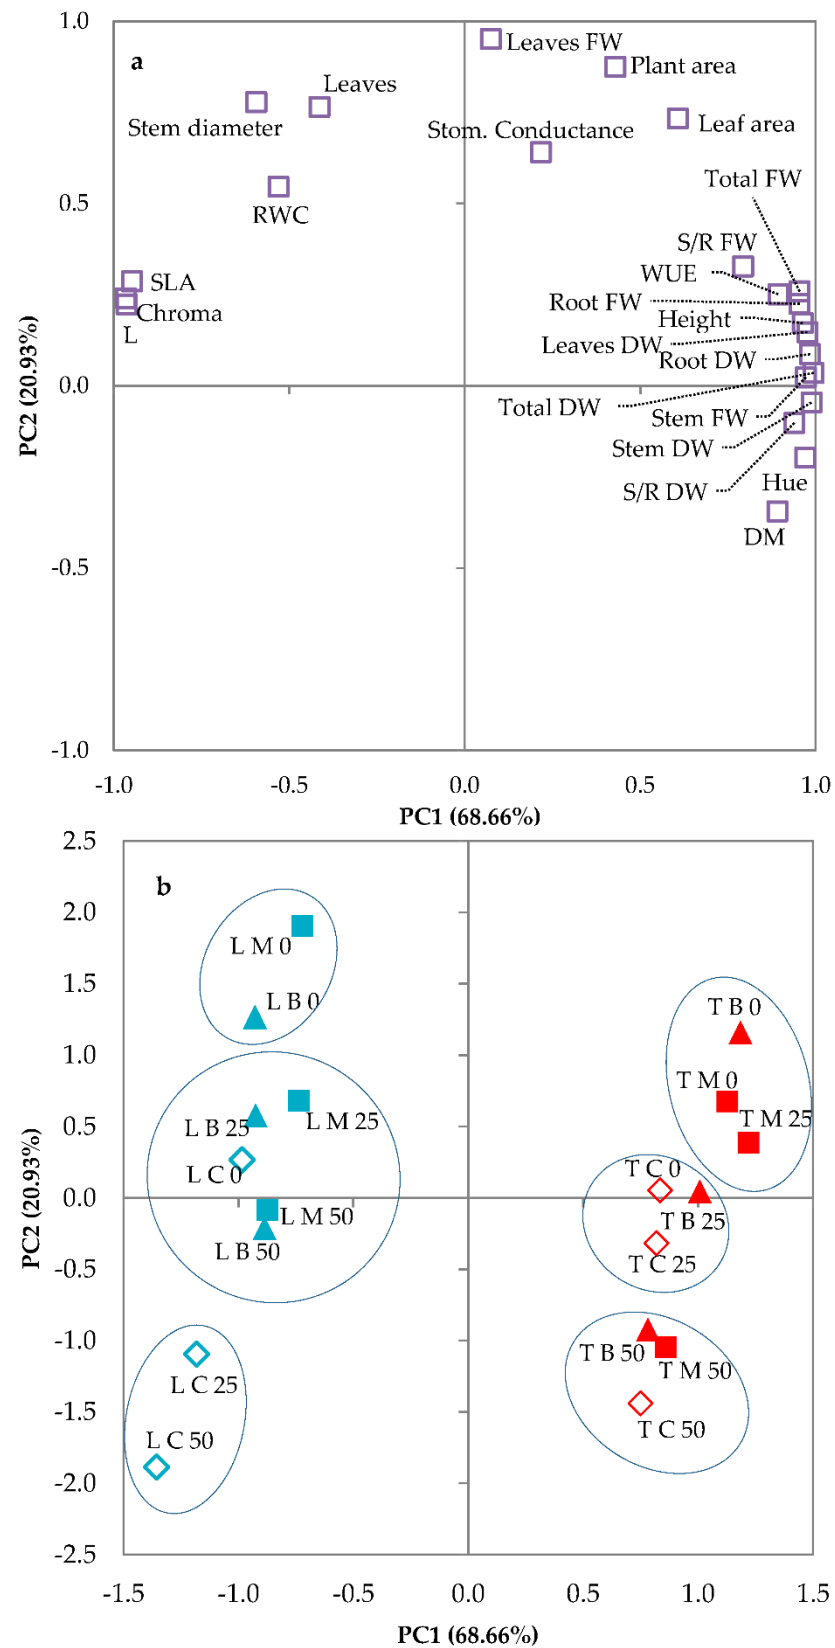 1.0
a
Leaves FW
Plant area
Leaves
Stem diameter
Stom. Conductance
Leaf area
Total FW
0.5
RWC
S/R FW
WUE
SLA
Root FW
Chroma
Height
L
Leaves DW
Root DW
PC2 (20.93%)
0.0
Total DW
Stem FW
Stem DW
Hue
S/R DW
DM
-0.5
-1.0
-1.0
-0.5
0.0
0.5
1.0
PC1 (68.66%)
2.5
b
2.0
L M 0
1.5
L B 0
T B 0
1.0
T M 0
T M 25
L M 25
0.5
L B 25
L C 0
T C 0
PC2 (20.93%)
0.0
L M 50
T B 25
L B 50
T C 25
-0.5
-1.0
T B 50
T M 50
L C 25
-1.5
T C 50
L C 50
-2.0
-2.5
-1.5
-1.0
-0.5
0.0
0.5
1.0
1.5
PC1 (68.66%)